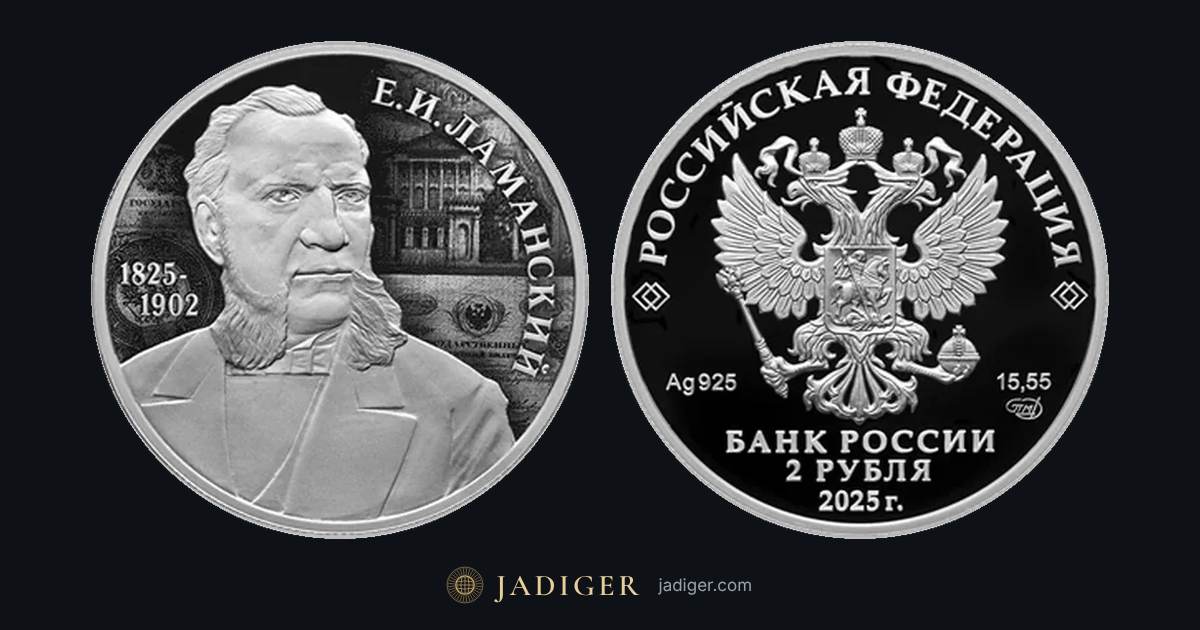 Е.И. ЛАМАНСКИЙ
1825-
1902
РОССИЙСКАЯ ФЕДЕРАЦИЯ
Ag 925
15,55
БАНК РОССИИ
2 РУБЛЯ
2025 г.
JADIGER
jadiger.com